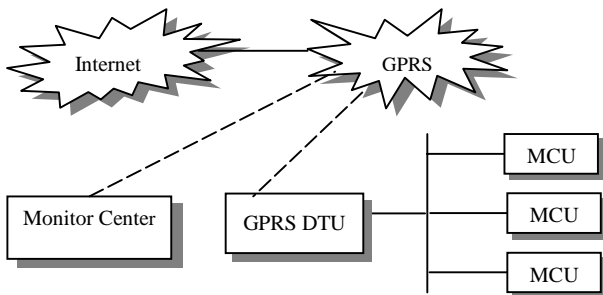 Internet
GPRS
MCU
Monitor Center
GPRS DTU
MCU
MCU